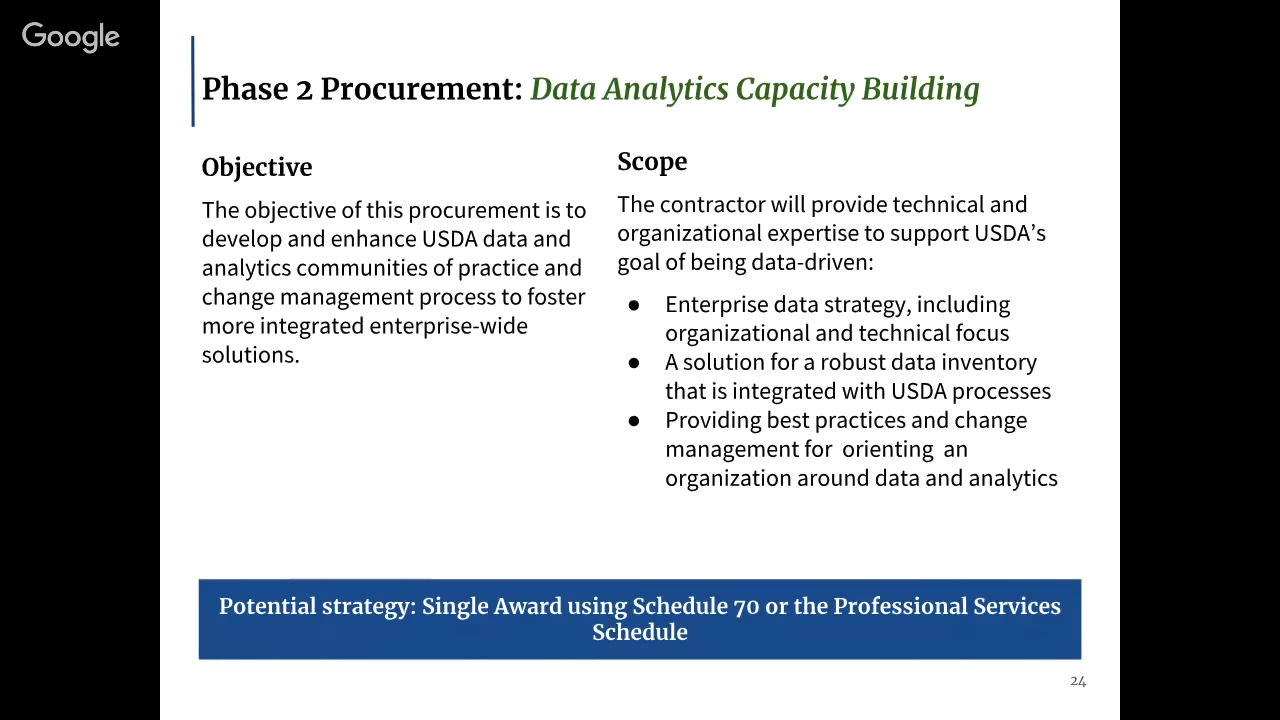 Google
Phase 2 Procurement: Data Analytics Capacity Building
Objective
The objective of this procurement is to
develop and enhance USDA data and
analytics communities of practice and
change management process to foster
more integrated enterprise-wide
solutions.
Scope
The contractor will provide technical and
organizational expertise to support USDA’s
goal of being data-driven:
● Enterprise data strategy, including
organizational and technical focus
● A solution for a robust data inventory
that is integrated with USDA processes
● Providing best practices and change
management for orienting an
organization around data and analytics
Potential strategy: Single Award using Schedule 70 or the Professional Services
Schedule
24